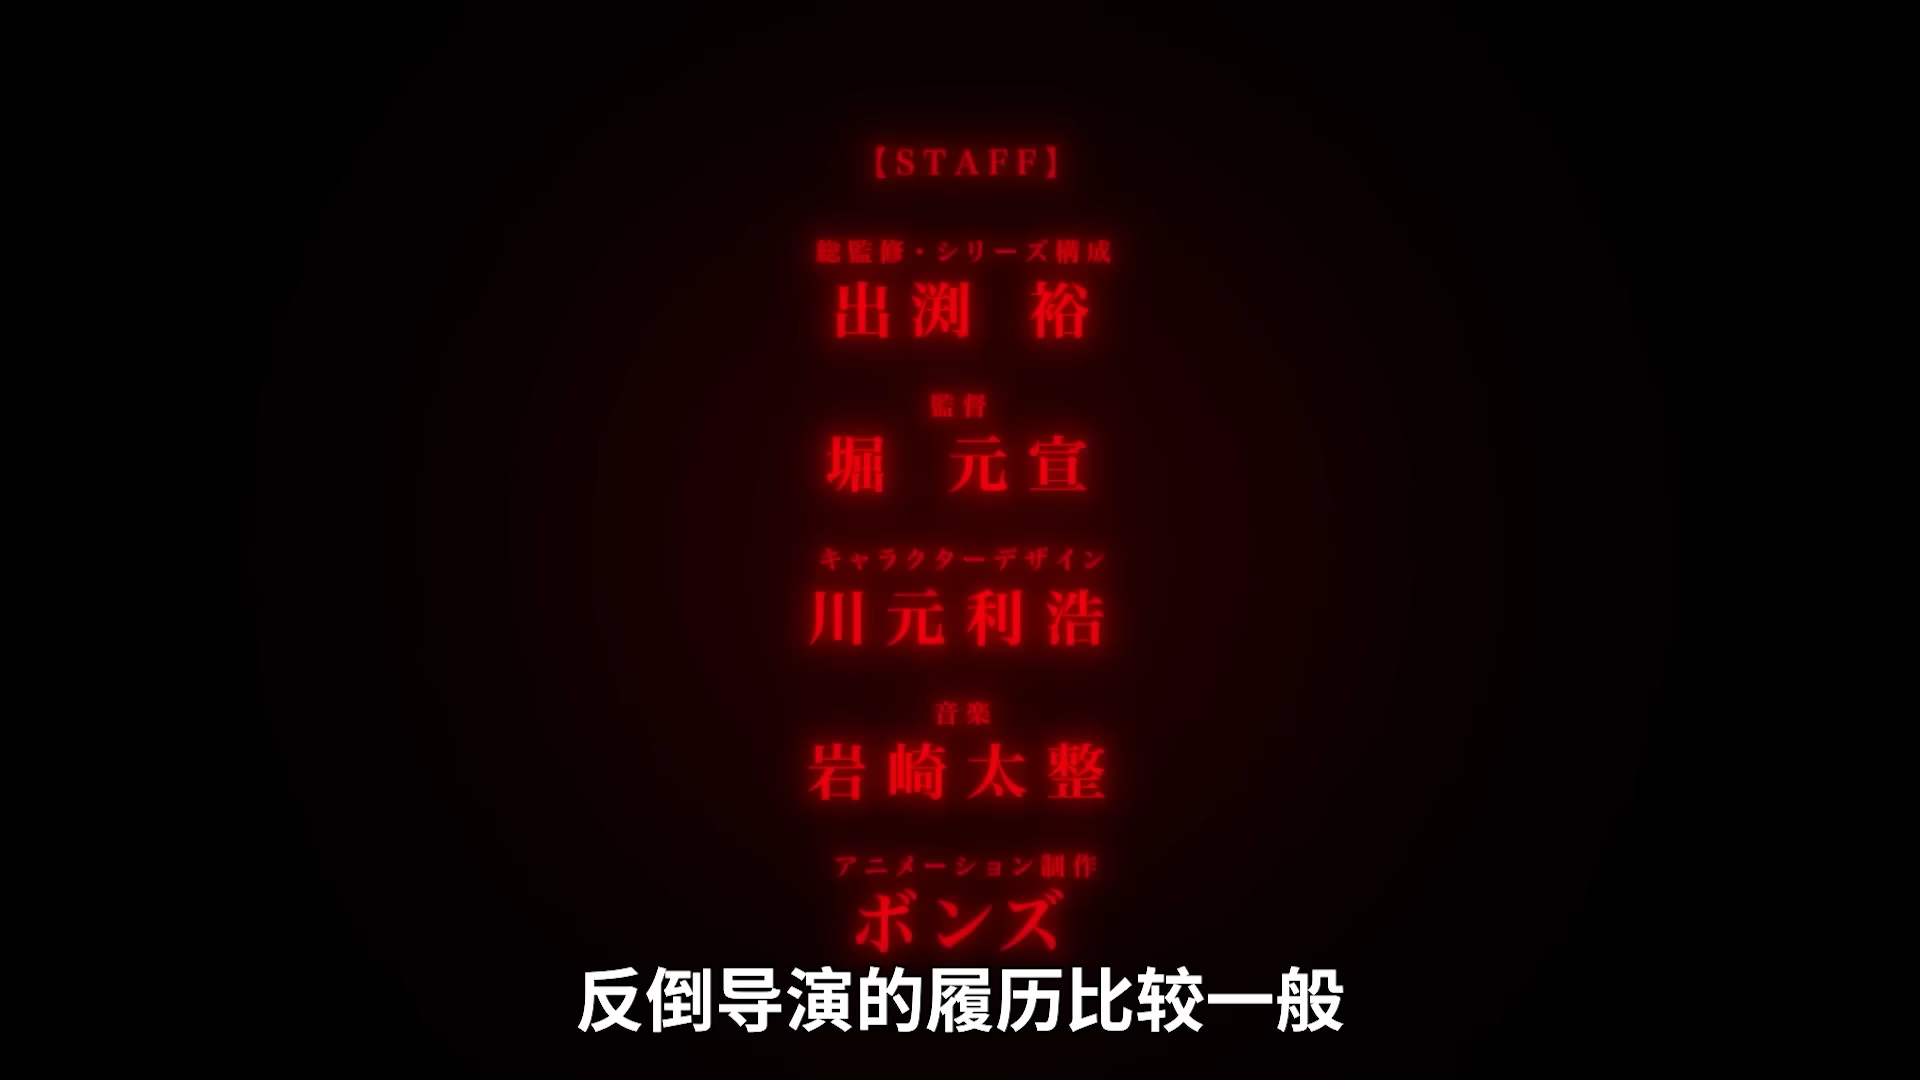 【STAFF】
総監修・シリーズ構成
出渕 裕
監督
堀 元宣
キャラクターデザイン
川元利浩
音楽
岩崎太整
アニメーション制作
ボンズ
反倒导演的履历比较一般